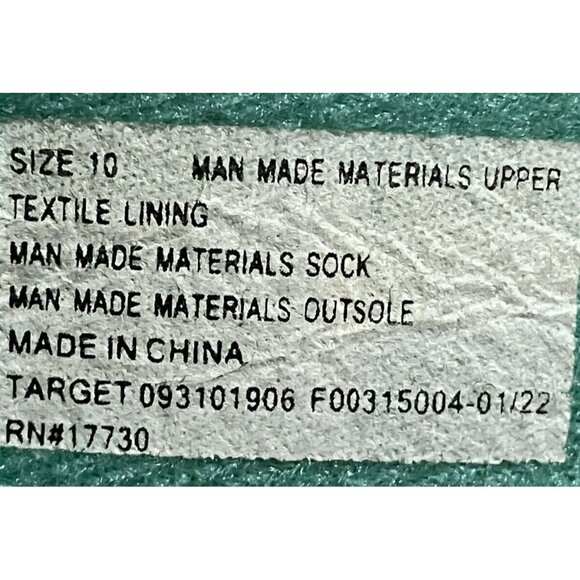 SIZE 10 MAN MADE MATERIALS UPPER
TEXTILE LINING
MAN MADE MATERIALS SOCK
MAN MADE MATERIALS OUTSOLE
MADE IN CHINA
TARGET 093101906 F00315004-01/22
RN#17730